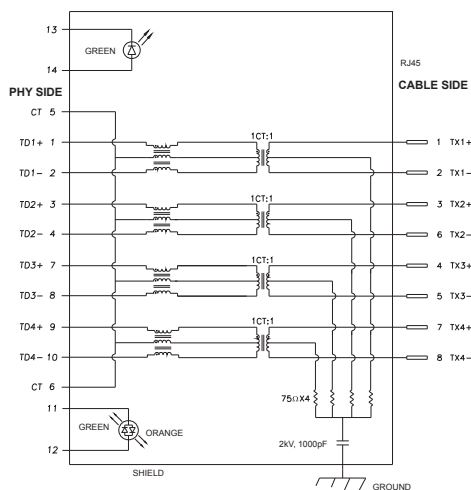 13
GREEN
14
RJ45
PHY SIDE
CABLE SIDE
CT 5
1CT:1
TD1+ 1
1 TX1+
TD1- 2
2 TX1-
1CT:1
TD2+ 3
3 TX2+
TD2- 4
6 TX2-
1CT:1
TD3+ 7
4 TX3+
TD3- 8
5 TX3-
1CT:1
TD4+ 9
7 TX4+
TD4- 10
8 TX4-
CT 6
75ΩX4
11
GREEN
ORANGE
12
2kV, 1000pF
SHIELD
GROUND